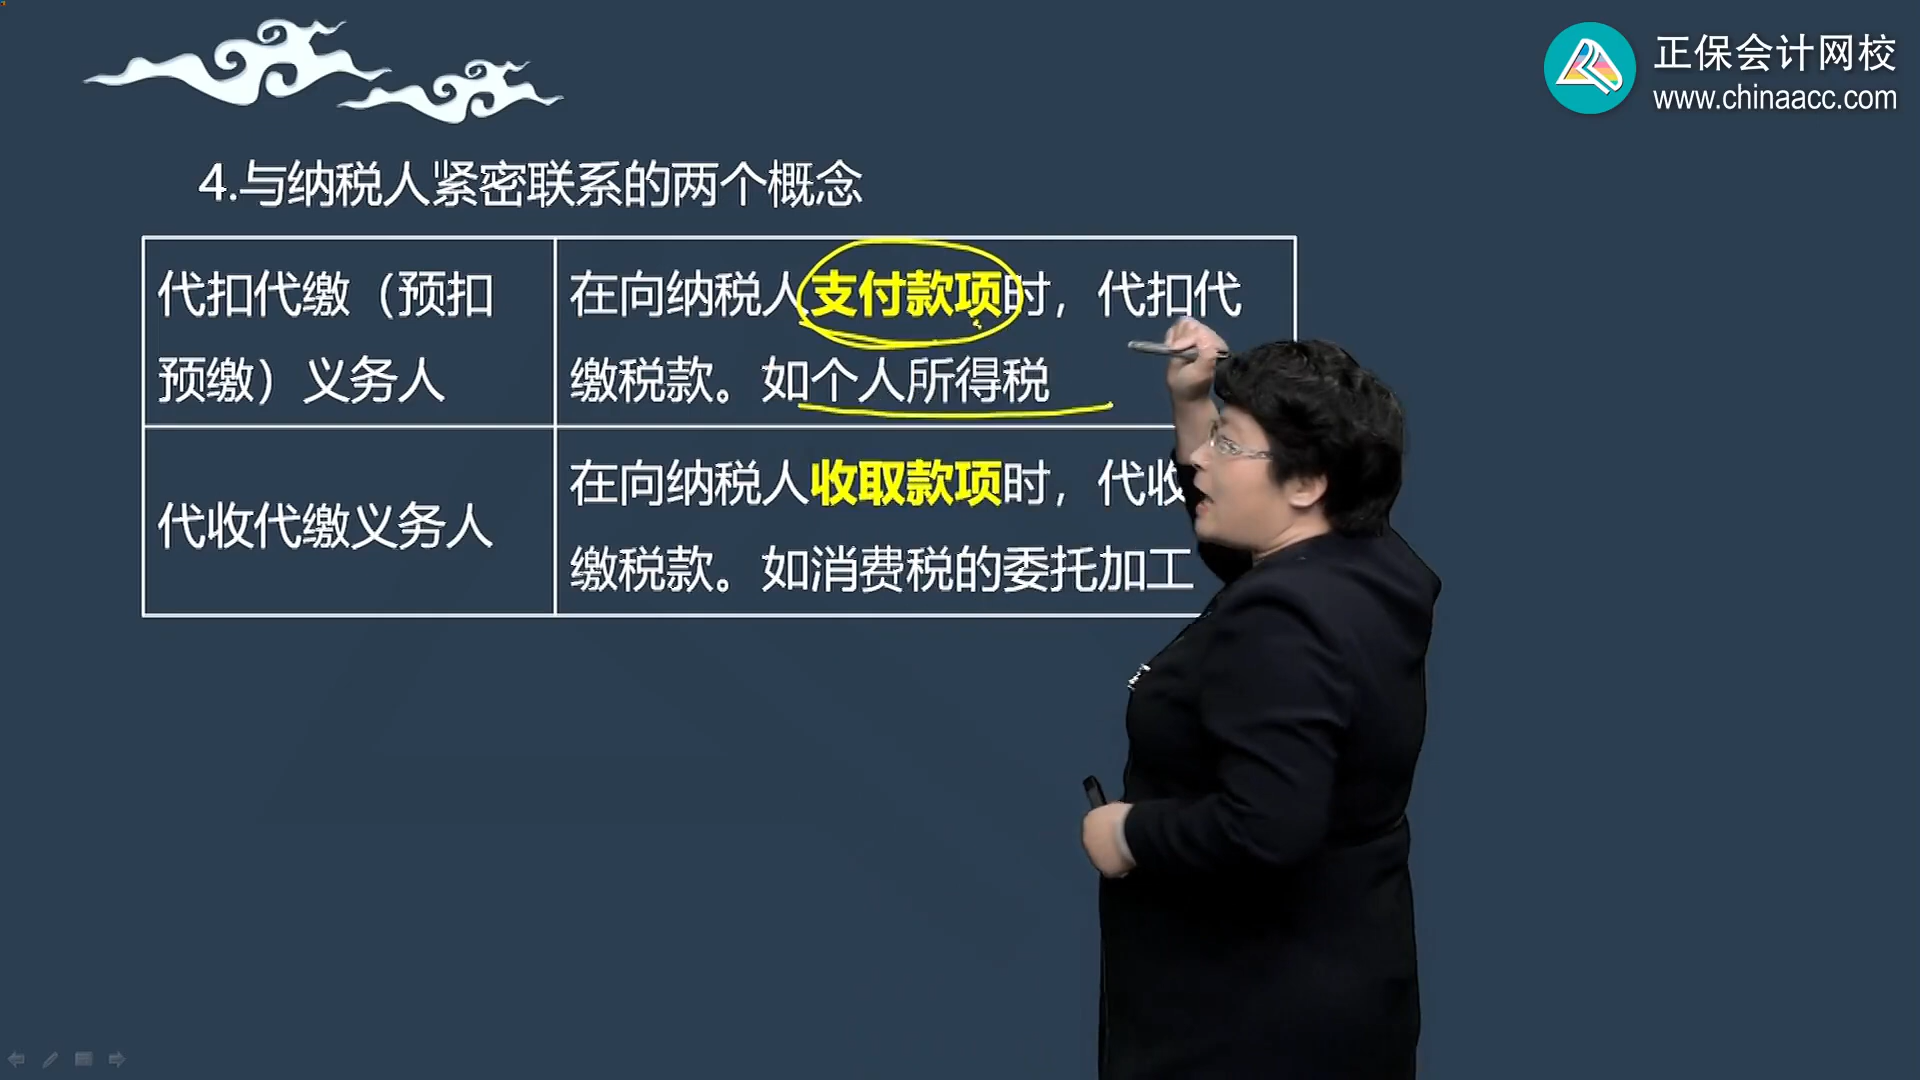 正保会计网校
www.chinaacc.com
4.与纳税人紧密联系的两个概念
代扣代缴（预扣
预缴）义务人
在向纳税人支付款项时，代扣代
缴税款。如个人所得税
代收代缴义务人
在向纳税人收取款项时，代收
缴税款。如消费税的委托加工